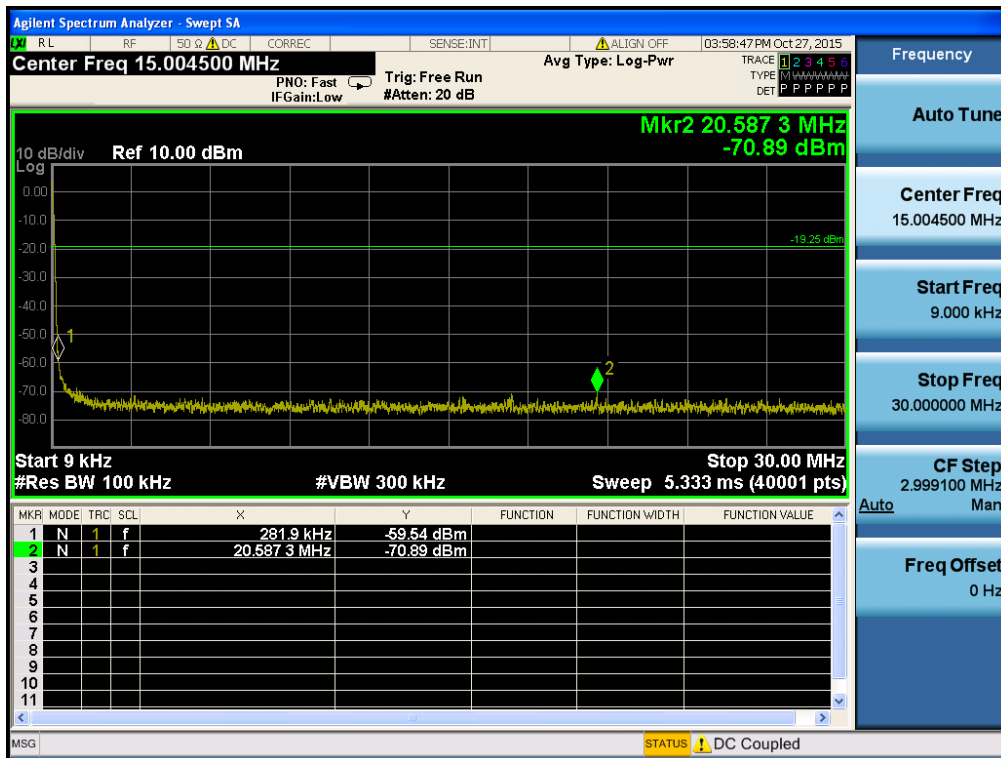 Agilent Spectrum Analyzer - Swept SA
LXI RL RF 50 Ω DC CORREC SENSE:INT ALIGN OFF 03:58:47 PM Oct 27, 2015
Center Freq 15.004500 MHz
PNO: Fast
IFGain:Low
Trig: Free Run
#Atten: 20 dB
Avg Type: Log-Pwr
TRACE 1 2 3 4 5 6
TYPE MWWWWW
DET P P P P P P
Mkr2 20.587 3 MHz
-70.89 dBm
10 dB/div Ref 10.00 dBm
Log
0.00
-10.0
-19.25 dBm
-20.0
-30.0
-40.0
-50.0
1
-60.0
2
-70.0
-80.0
Start 9 kHz Stop 30.00 MHz
#Res BW 100 kHz #VBW 300 kHz Sweep 5.333 ms (40001 pts)
MKR MODE TRC SCL X Y FUNCTION FUNCTION WIDTH FUNCTION VALUE
1 N 1 f 281.9 kHz -59.54 dBm
2 N 1 f 20.587 3 MHz -70.89 dBm
3
4
5
6
7
8
9
10
11
MSG STATUS DC Coupled
Frequency
Auto Tune
Center Freq
15.004500 MHz
Start Freq
9.000 kHz
Stop Freq
30.000000 MHz
CF Step
2.999100 MHz
Auto Man
Freq Offset
0 Hz